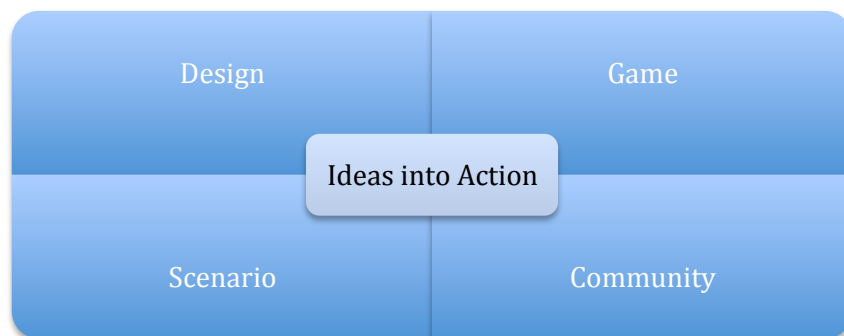 Design
Game
Ideas into Action
Scenario
Community